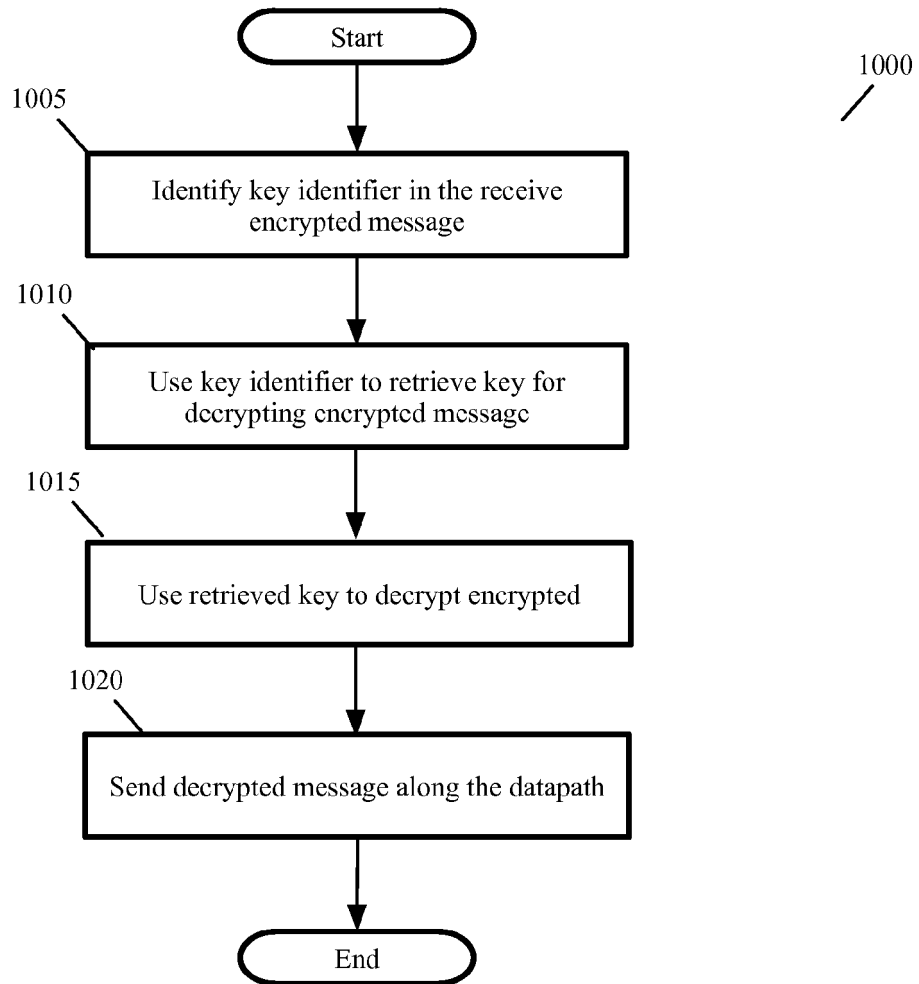 Start
1000
1005
Identify key identifier in the receive
encrypted message
1010
Use key identifier to retrieve key for
decrypting encrypted message
1015
Use retrieved key to decrypt encrypted
1020
Send decrypted message along the datapath
End